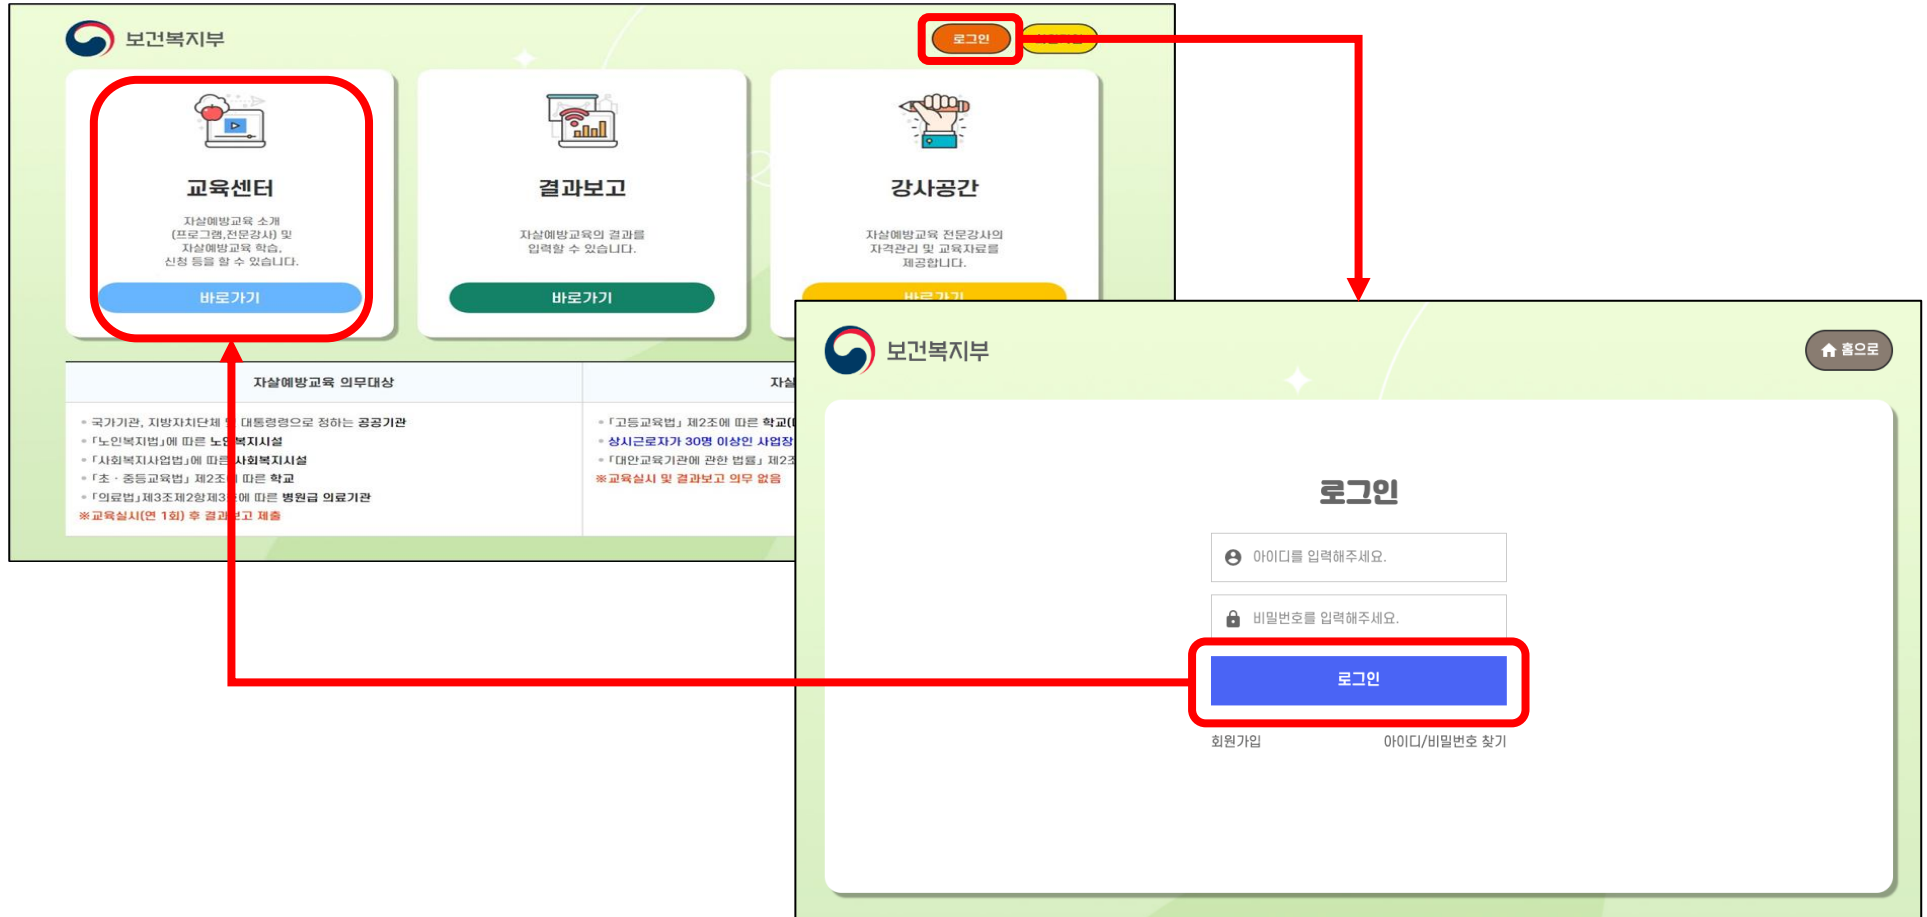 보건복지부
로그인
교육센터
자살예방교육 소개
(프로그램,전문강사) 및
자살예방교육 학습,
신청 등을 할 수 있습니다.
바로가기
결과보고
자살예방교육의 결과를
입력할 수 있습니다.
바로가기
강사공간
자살예방교육 전문강사의
자격관리 및 교육자료를
제공합니다.
바로가기
자살예방교육 의무대상
자살
◦ 국가기관, 지방자치단체 및 대통령령으로 정하는 공공기관
◦ 「노인복지법」에 따른 노인복지시설
◦ 「사회복지사업법」에 따른 사회복지시설
◦ 「초ㆍ중등교육법」 제2조에 따른 학교
◦ 「의료법」제3조제2항제3호에 따른 병원급 의료기관
※교육실시(연 1회) 후 결과보고 제출
◦ 「고등교육법」 제2조에 따른 학교(
◦ 상시근로자가 30명 이상인 사업장
◦ 「대안교육기관에 관한 법률」 제2조
※교육실시 및 결과보고 의무 없음
보건복지부
홈으로
로그인
아이디를 입력해주세요.
비밀번호를 입력해주세요.
로그인
회원가입
아이디/비밀번호 찾기